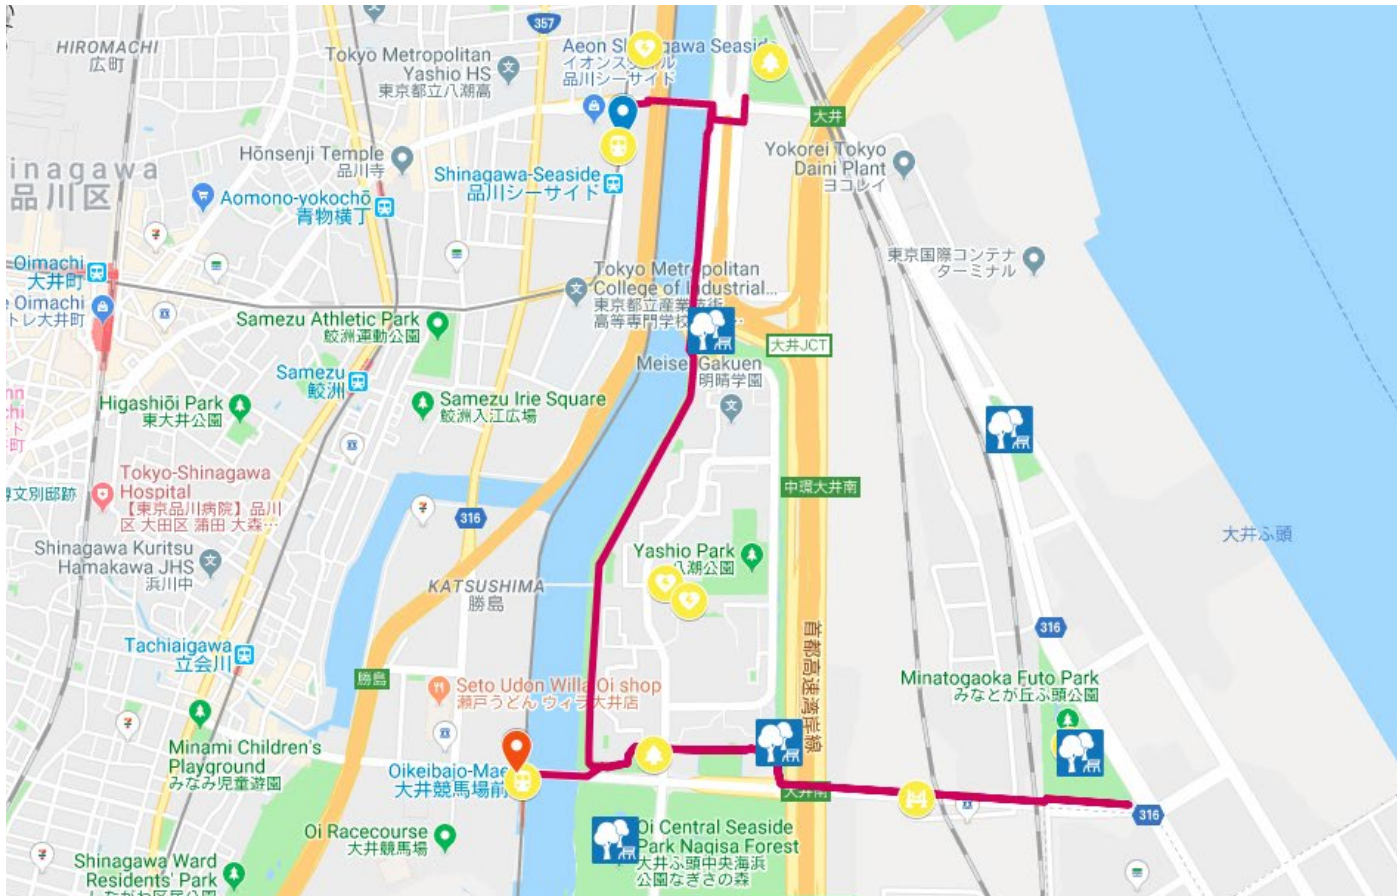 HIROMACHI
広町
357
Tokyo Metropolitan
Yashio HS
東京都立八潮高
文
Aeon
Seaside
品川シーサイド
大井
inagawa
品川区
Hōnsenji Temple
品川寺
Shinagawa-Seaside
品川シーサイド
Yokorei Tokyo
Daini Plant
ヨコレイ
Aomono-yokochō
青物横丁
Oimachi
大井町
Oimachi
トレ大井町
Tokyo Metropolitan
College of Industrial...
東京都立産業技術
高等専門学校
東京国際コンテナ
ターミナル
Samezu Athletic Park
鮫洲運動公園
大井JCT
Samezu
鮫洲
Meisei Gakuen
明晴学園
文
Higashiōi Park
東大井公園
Samezu Irie Square
鮫洲入江広場
Tokyo-Shinagawa
Hospital
【東京品川病院】品川
区 大田区 蒲田 大森…
文別邸跡
中環大井南
316
大井ふ頭
Shinagawa Kuritsu
Hamakawa JHS
浜川中
Yashio Park
八潮公園
KATSUSHIMA
勝島
316
Tachiaigawa
立会川
首都高速湾岸線
勝島
Seto Udon Willa Oi shop
瀬戸うどん ウィラ大井店
Minatogaoka Futo Park
みなとが丘ふ頭公園
Minami Children's
Playground
みなみ児童遊園
Oikeibajo-Mae
大井競馬場前
大井南
316
Oi Racecourse
大井競馬場
Oi Central Seaside
Park Nagisa Forest
大井ふ頭中央海浜
公園なぎさの森
Shinagawa Ward
Residents' Park